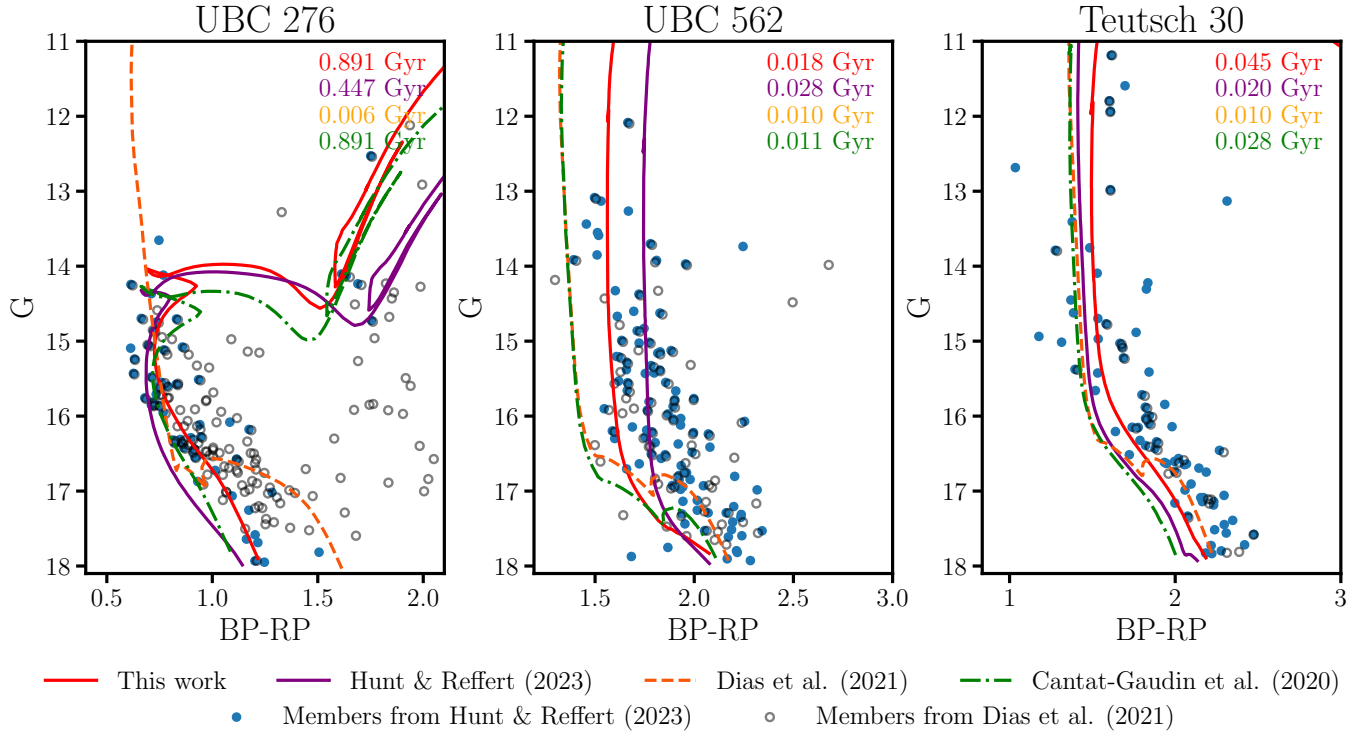 UBC 276
UBC 562
Teutsch 30
0.891 Gyr
0.447 Gyr
0.006 Gyr
0.891 Gyr
0.018 Gyr
0.028 Gyr
0.010 Gyr
0.011 Gyr
0.045 Gyr
0.020 Gyr
0.010 Gyr
0.028 Gyr
G
11
12
13
14
15
16
17
18
0.5 1.0 1.5 2.0
BP-RP
G
11
12
13
14
15
16
17
18
1.5 2.0 2.5 3.0
BP-RP
G
11
12
13
14
15
16
17
18
1 2 3
BP-RP
This work Hunt & Reffert (2023) Dias et al. (2021) Cantat-Gaudin et al. (2020)
Members from Hunt & Reffert (2023) Members from Dias et al. (2021)